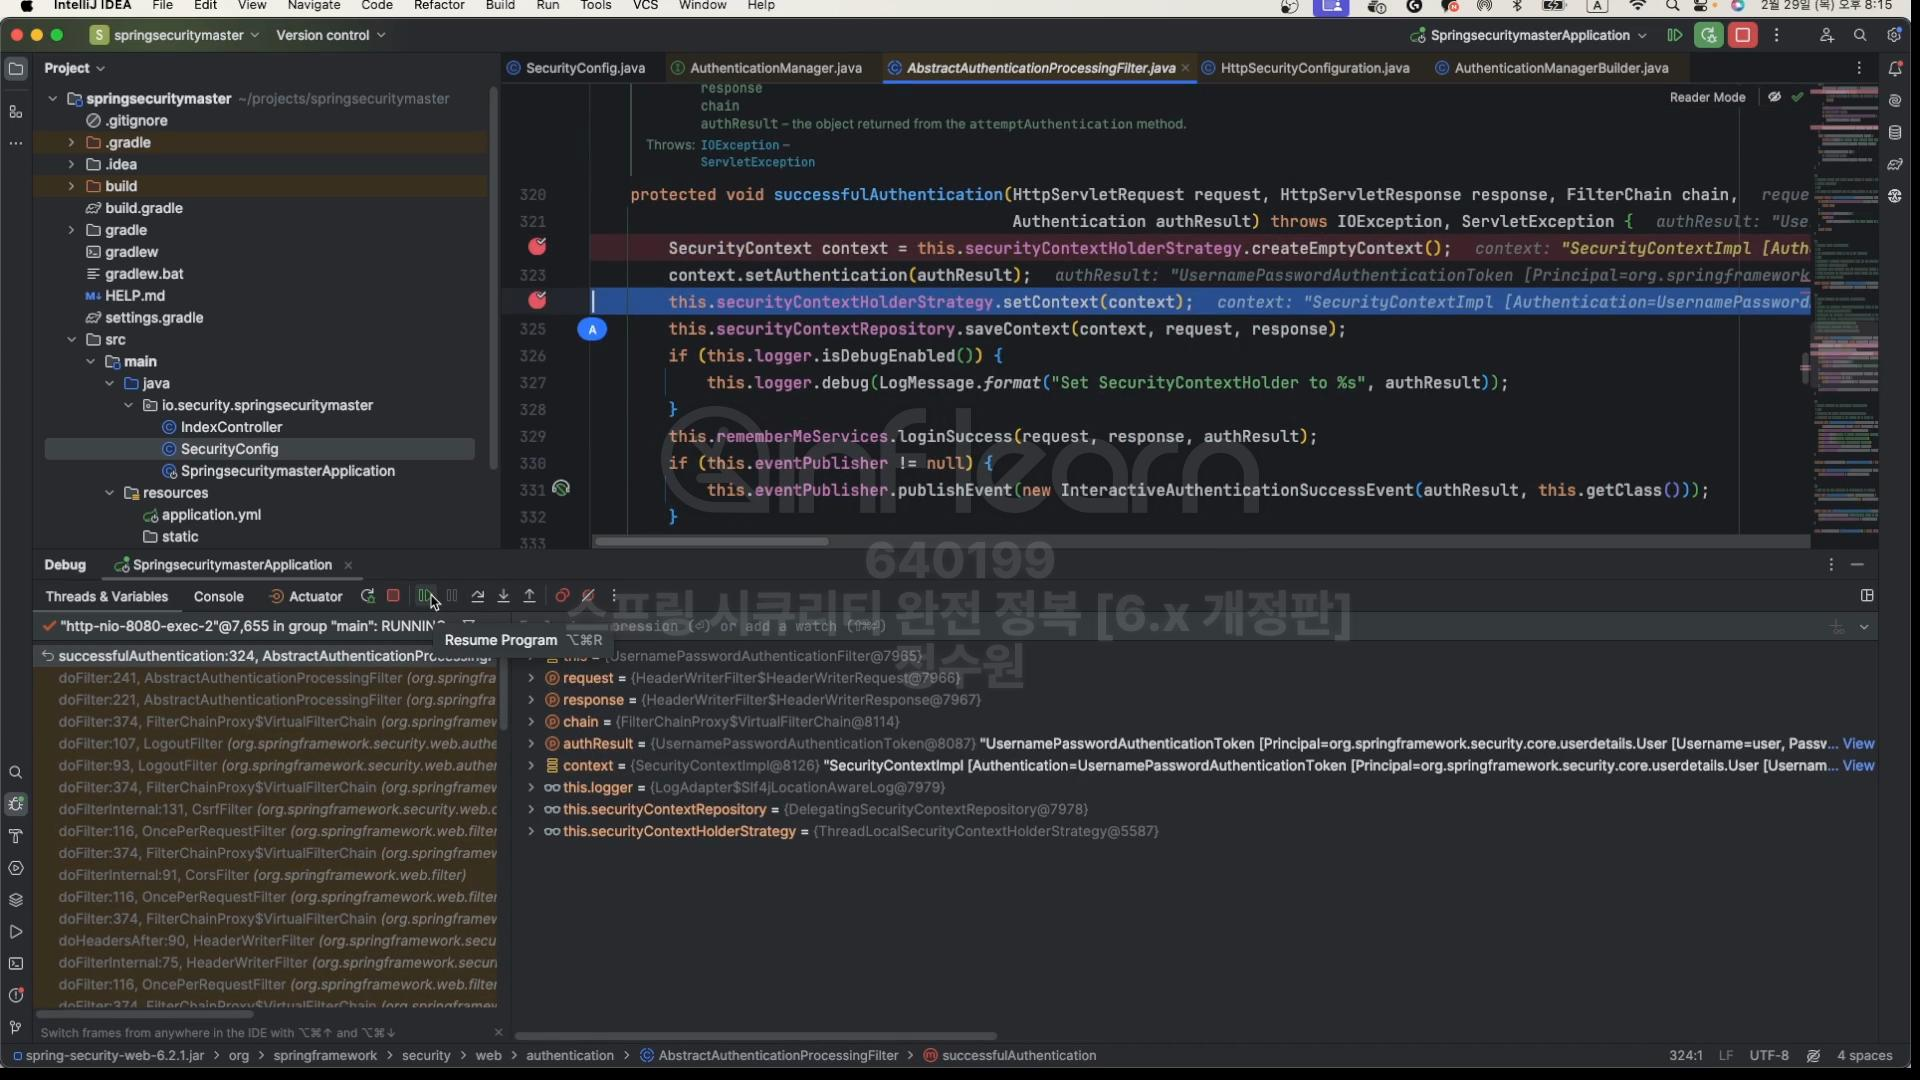 IntelliJ IDEA File Edit View Navigate Code Refactor Build Run Tools VCS Window Help A 2월 29일 (목) 오후 8:15
S springsecuritymaster Version control SpringsecuritymasterApplication
Project
SecurityConfig.java AuthenticationManager.java AbstractAuthenticationProcessingFilter.java HttpSecurityConfiguration.java AuthenticationManagerBuilder.java
Reader Mode
springsecuritymaster ~/projects/springsecuritymaster
.gitignore
.gradle
.idea
build
build.gradle
gradle
gradlew
gradlew.bat
HELP.md
settings.gradle
src
main
java
io.security.springsecuritymaster
IndexController
SecurityConfig
SpringsecuritymasterApplication
resources
application.yml
static
response
chain
authResult – the object returned from the attemptAuthentication method.
Throws: IOException –
ServletException
320 protected void successfulAuthentication(HttpServletRequest request, HttpServletResponse response, FilterChain chain, reque
321 Authentication authResult) throws IOException, ServletException { authResult: "Use
SecurityContext context = this.securityContextHolderStrategy.createEmptyContext(); context: "SecurityContextImpl [Auth
323 context.setAuthentication(authResult); authResult: "UsernamePasswordAuthenticationToken [Principal=org.springframework
this.securityContextHolderStrategy.setContext(context); context: "SecurityContextImpl [Authentication=UsernamePassword
325 A this.securityContextRepository.saveContext(context, request, response);
326 if (this.logger.isDebugEnabled()) {
327 this.logger.debug(LogMessage.format("Set SecurityContextHolder to %s", authResult));
328 }
329 this.rememberMeServices.loginSuccess(request, response, authResult);
330 if (this.eventPublisher != null) {
331 this.eventPublisher.publishEvent(new InteractiveAuthenticationSuccessEvent(authResult, this.getClass()));
332 }
333
inflearn
640199
스프링 시큐리티 완전 정복 [6.x 개정판]
정수원
Debug SpringsecuritymasterApplication
Threads & Variables Console Actuator
"http-nio-8080-exec-2"@7,655 in group "main": RUNNING
expression (⏎) or add a watch (⇧⌘⏎)
Resume Program ⌥⌘R
successfulAuthentication:324, AbstractAuthenticationProcessing
doFilter:241, AbstractAuthenticationProcessingFilter (org.springfra
doFilter:221, AbstractAuthenticationProcessingFilter (org.springfra
doFilter:374, FilterChainProxy$VirtualFilterChain (org.springframew
doFilter:107, LogoutFilter (org.springframework.security.web.authe
doFilter:93, LogoutFilter (org.springframework.security.web.auther
doFilter:374, FilterChainProxy$VirtualFilterChain (org.springframew
doFilterInternal:131, CsrfFilter (org.springframework.security.web.c
doFilter:116, OncePerRequestFilter (org.springframework.web.filter
doFilter:374, FilterChainProxy$VirtualFilterChain (org.springframew
doFilterInternal:91, CorsFilter (org.springframework.web.filter)
doFilter:116, OncePerRequestFilter (org.springframework.web.filter
doFilter:374, FilterChainProxy$VirtualFilterChain (org.springframew
doHeadersAfter:90, HeaderWriterFilter (org.springframework.secu
doFilterInternal:75, HeaderWriterFilter (org.springframework.securi
doFilter:116, OncePerRequestFilter (org.springframework.web.filter
doFilter:374, FilterChainProxy$VirtualFilterChain (org.springframew
this = {UsernamePasswordAuthenticationFilter@7965}
request = {HeaderWriterFilter$HeaderWriterRequest@7966}
response = {HeaderWriterFilter$HeaderWriterResponse@7967}
chain = {FilterChainProxy$VirtualFilterChain@8114}
authResult = {UsernamePasswordAuthenticationToken@8087} "UsernamePasswordAuthenticationToken [Principal=org.springframework.security.core.userdetails.User [Username=user, Passw... View
context = {SecurityContextImpl@8126} "SecurityContextImpl [Authentication=UsernamePasswordAuthenticationToken [Principal=org.springframework.security.core.userdetails.User [Usernam... View
this.logger = {LogAdapter$Slf4jLocationAwareLog@7979}
this.securityContextRepository = {DelegatingSecurityContextRepository@7978}
this.securityContextHolderStrategy = {ThreadLocalSecurityContextHolderStrategy@5587}
Switch frames from anywhere in the IDE with ⌥⌘↑ and ⌥⌘↓
spring-security-web-6.2.1.jar org springframework security web authentication AbstractAuthenticationProcessingFilter successfulAuthentication 324:1 LF UTF-8 4 spaces